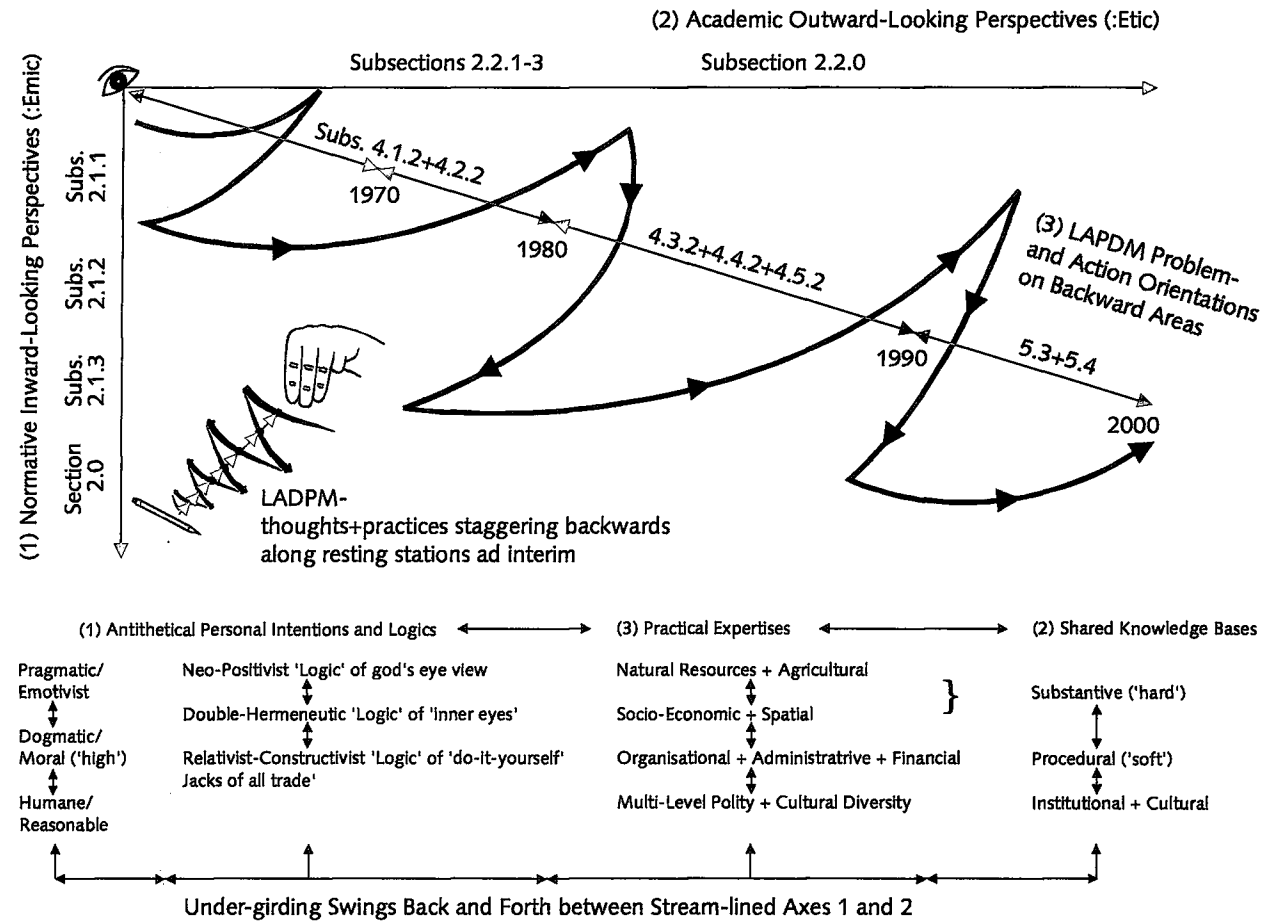 (2) Academic Outward-Looking Perspectives (:Etic)
Subsections 2.2.1-3
Subsection 2.2.0
(1) Normative Inward-Looking Perspectives (:Emic)
Subs.
2.1.1
Subs.
2.1.2
Subs.
2.1.3
Section
2.0
Subs. 4.1.2+4.2.2
1970
1980
4.3.2+4.4.2+4.5.2
1990
5.3+5.4
2000
(3) LAPDM Problem-
and Action Orientations
on Backward Areas
LADPM-
thoughts+practices staggering backwards
along resting stations ad interim
(1) Antithetical Personal Intentions and Logics
(3) Practical Expertises
(2) Shared Knowledge Bases
Pragmatic/
Emotivist
Dogmatic/
Moral ('high')
Humane/
Reasonable
Neo-Positivist 'Logic' of god's eye view
Double-Hermeneutic 'Logic' of 'inner eyes'
Relativist-Constructivist 'Logic' of 'do-it-yourself'
Jacks of all trade'
Natural Resources + Agricultural
Socio-Economic + Spatial
Organisational + Administratrive + Financial
Multi-Level Polity + Cultural Diversity
}
Substantive ('hard')
Procedural ('soft')
Institutional + Cultural
Under-girding Swings Back and Forth between Stream-lined Axes 1 and 2